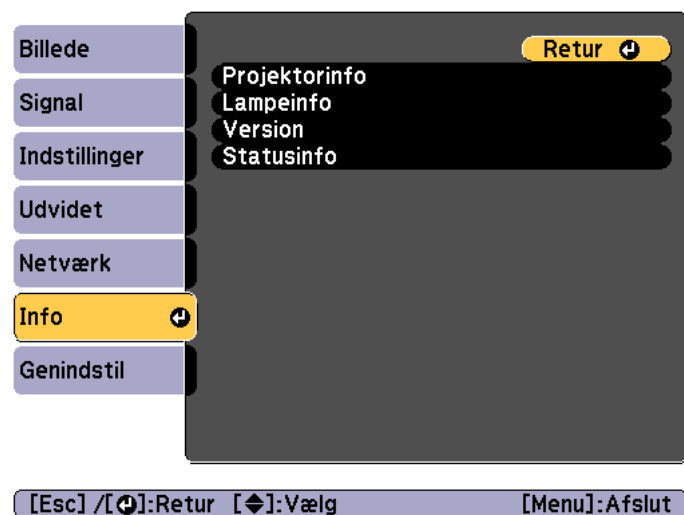 Billede
Signal
Indstillinger
Udvidet
Netværk
Info
Genindstil
Retur
Projektorinfo
Lampeinfo
Version
Statusinfo
[Esc] /[⏎]:Retur [◆]:Vælg [Menu]:Afslut